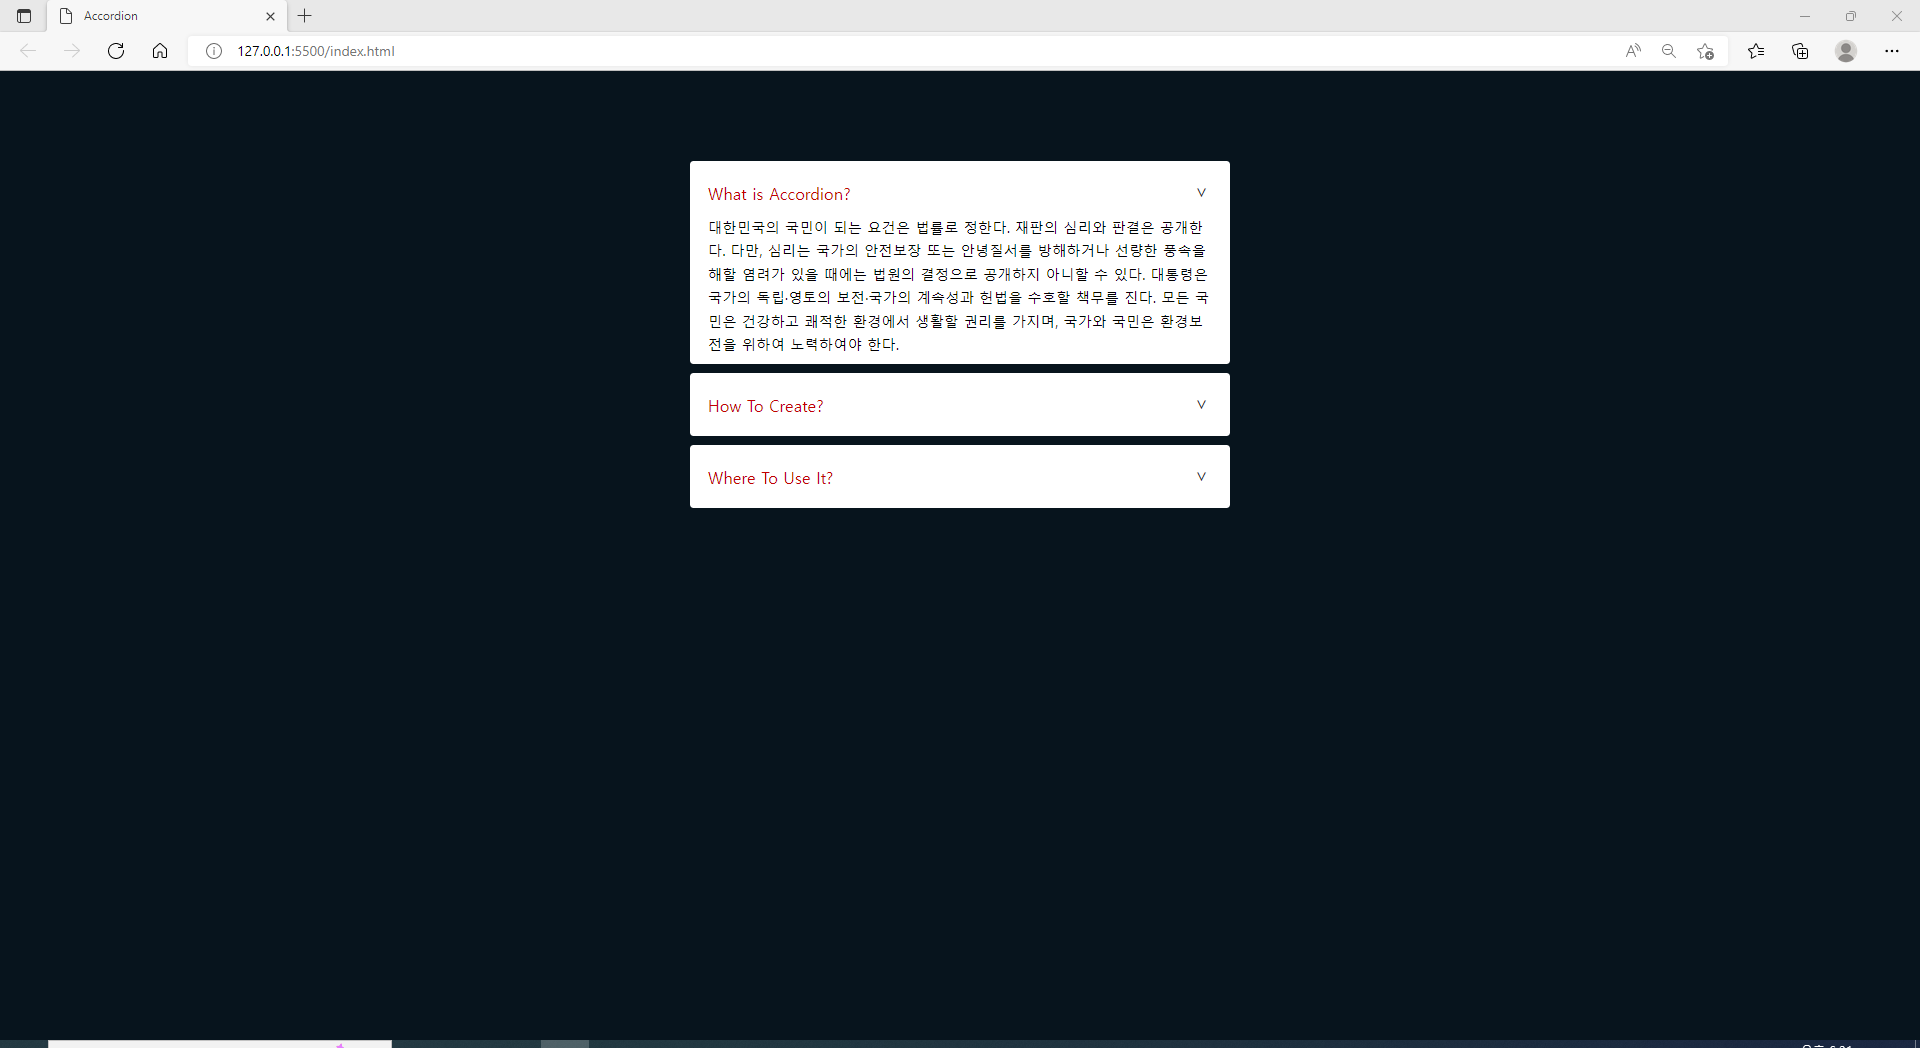 Accordion
127.0.0.1:5500/index.html
What is Accordion?
대한민국의 국민이 되는 요건은 법률로 정한다. 재판의 심리와 판결은 공개한
다. 다만, 심리는 국가의 안전보장 또는 안녕질서를 방해하거나 선량한 풍속을
해할 염려가 있을 때에는 법원의 결정으로 공개하지 아니할 수 있다. 대통령은
국가의 독립·영토의 보전·국가의 계속성과 헌법을 수호할 책무를 진다. 모든 국
민은 건강하고 쾌적한 환경에서 생활할 권리를 가지며, 국가와 국민은 환경보
전을 위하여 노력하여야 한다.
How To Create?
Where To Use It?